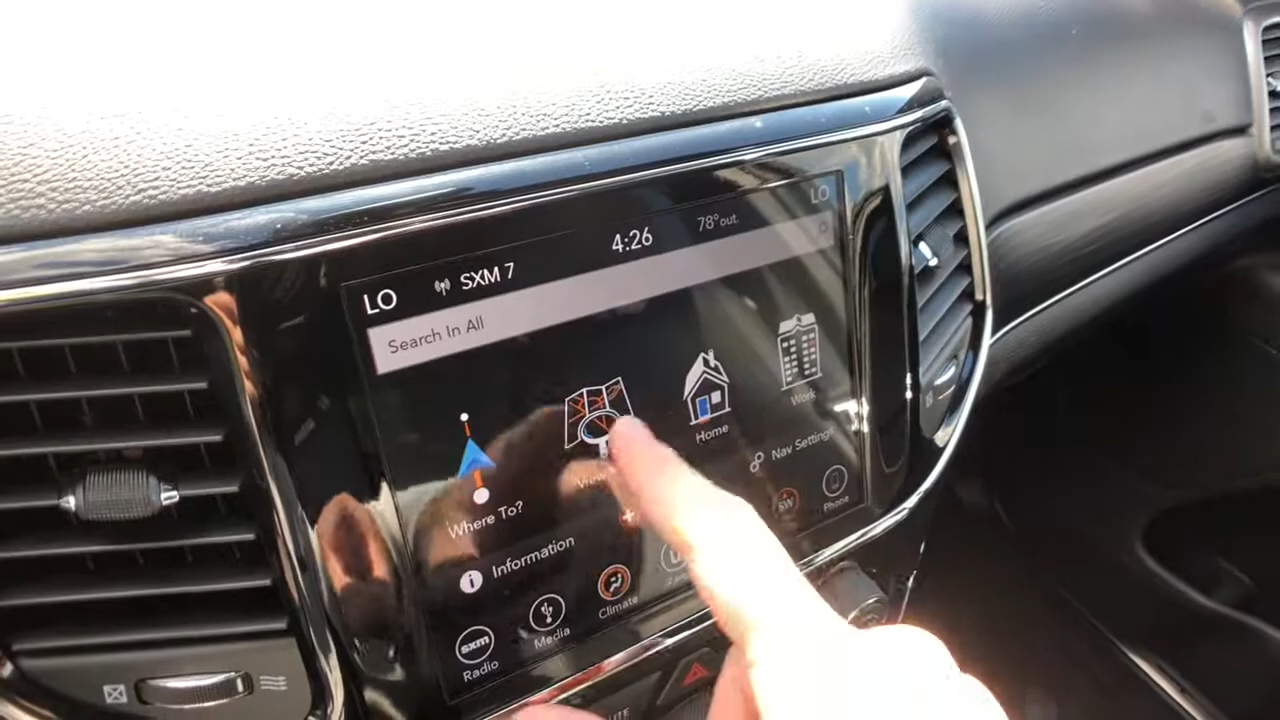 LO SXM 7 4:26 78° out. LO
Search In All
Where To?
View
Home
Work
Information
Nav Settings
sxm
Radio
Media
Climate
Phone